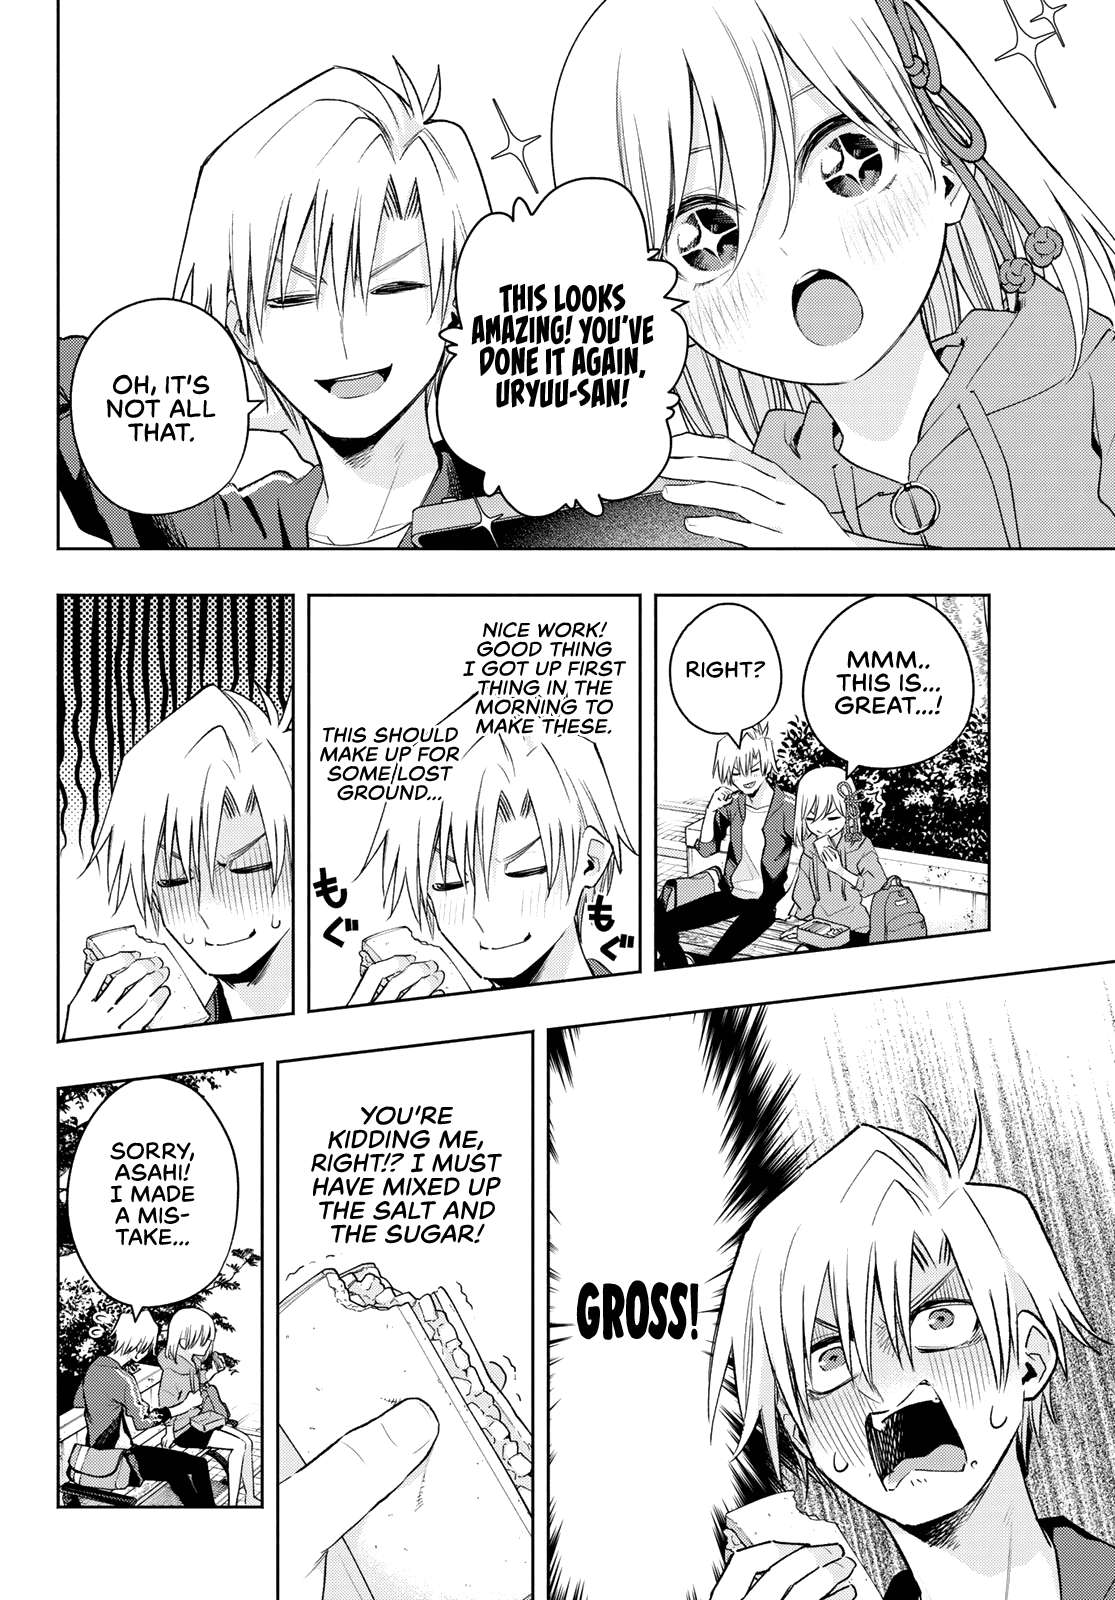 THIS LOOKS
AMAZING! YOU'VE
DONE IT AGAIN,
URYUU-SAN!
OH, IT'S
NOT ALL
THAT.
MMM..
THIS IS...
GREAT...!
RIGHT?
NICE WORK!
GOOD THING
I GOT UP FIRST
THING IN THE
MORNING TO
MAKE THESE.
THIS SHOULD
MAKE UP FOR
SOME LOST
GROUND...
もぐ
もぐ
GROSS!
YOU'RE
KIDDING ME,
RIGHT!? I MUST
HAVE MIXED UP
THE SALT AND
THE SUGAR!
SORRY,
ASAHI!
I MADE
A MIS-
TAKE...